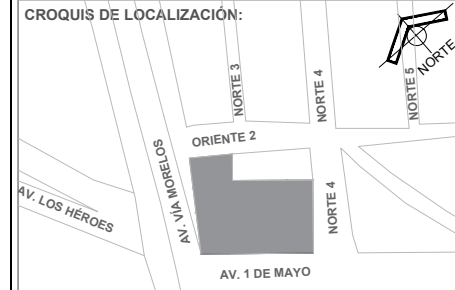 CROQUIS DE LOCALIZACIÓN:
NORTE
NORTE 3
NORTE 4
NORTE 5
ORIENTE 2
AV. VÍA MORELOS
AV. LOS HÉROES
NORTE 4
AV. 1 DE MAYO